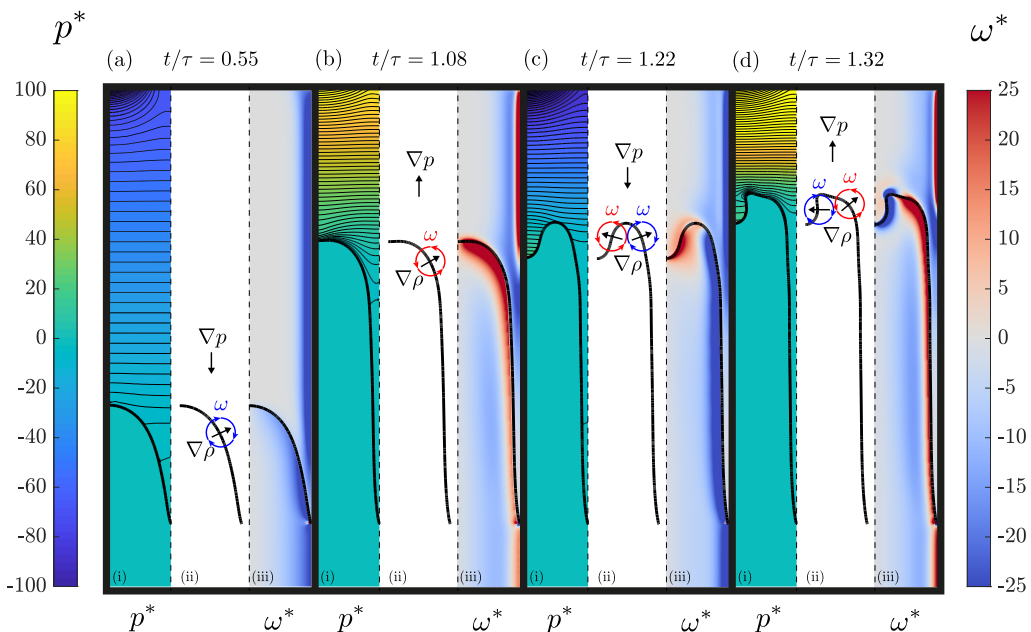 p* ω*
(a) t/τ = 0.55 (b) t/τ = 1.08 (c) t/τ = 1.22 (d) t/τ = 1.32
100
80
60
40
20
0
-20
-40
-60
-80
-100
∇p
ω
∇ρ
(i) (ii) (iii)
∇p
ω
∇ρ
(i) (ii) (iii)
∇p
ω ω
∇ρ
(i) (ii) (iii)
∇p
ω ω
∇ρ
(i) (ii) (iii)
25
20
15
10
5
0
-5
-10
-15
-20
-25
p* ω* p* ω* p* ω* p* ω*